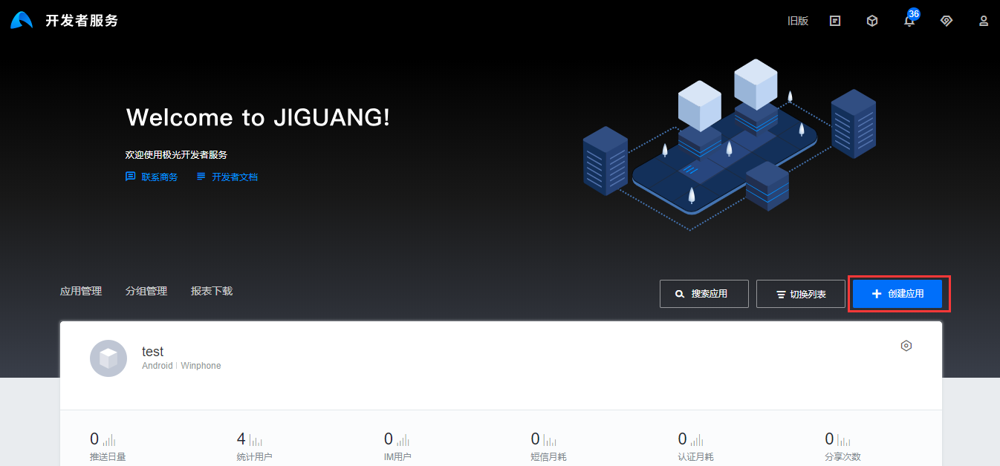 开发者服务
旧版
36
Welcome to JIGUANG!
欢迎使用极光开发者服务
联系商务 开发者文档
应用管理 分组管理 报表下载
搜索应用 切换列表 创建应用
test
Android | Winphone
0 4 0 0 0 0
推送日量 统计用户 IM用户 短信月耗 认证月耗 分享次数